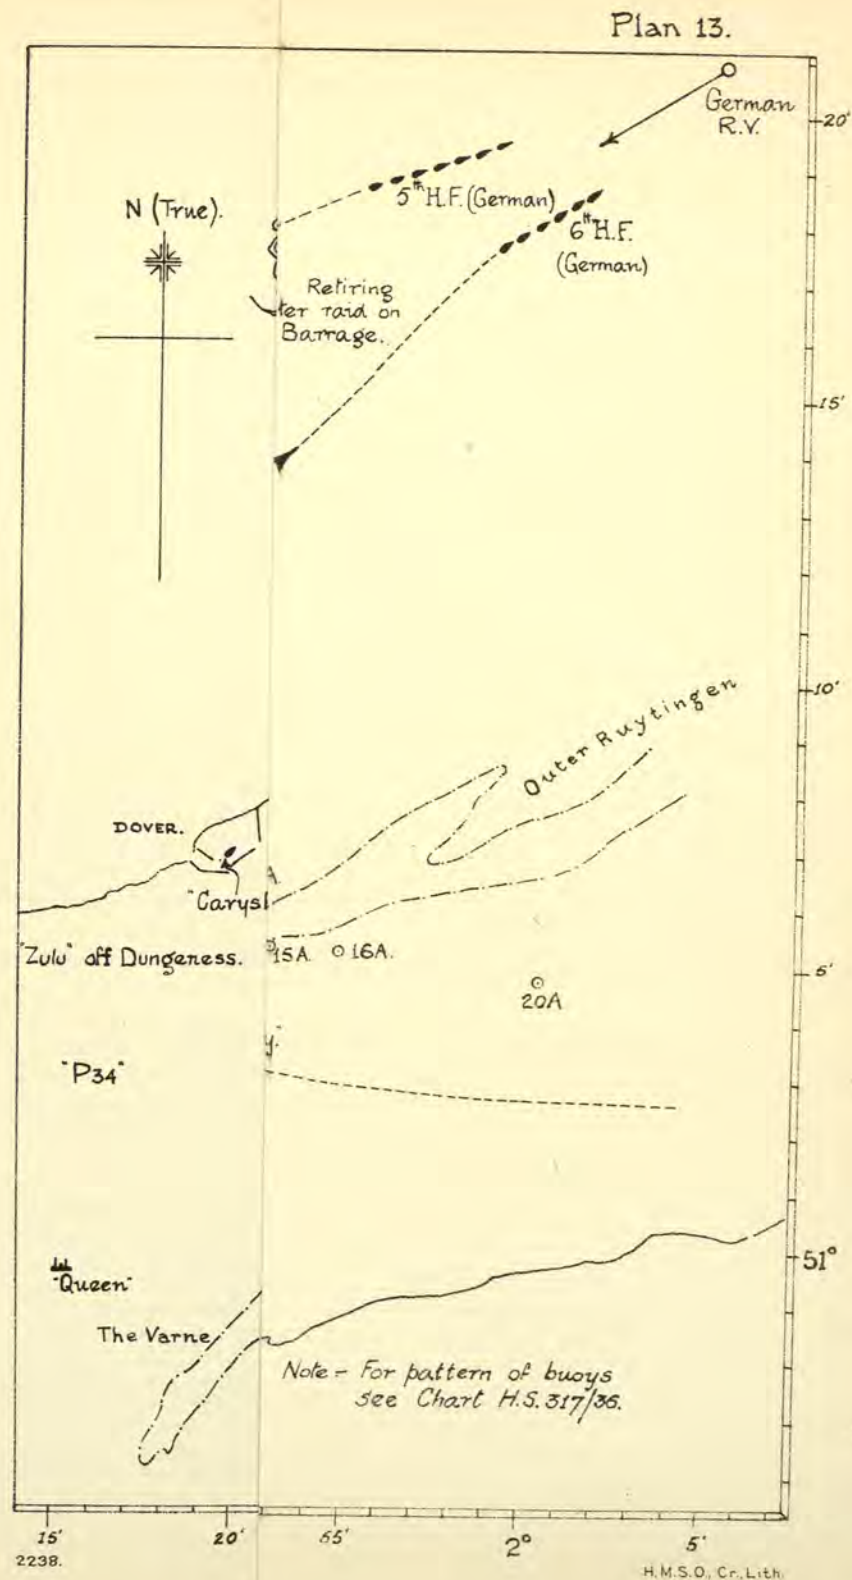 Plan 13.
German
R.V.
20'
5th H.F. (German)
6th H.F.
(German)
N (True).
Retiring
ter raid on
Barrage.
15'
10'
Outer Ruytingen
DOVER.
"Carysl
A.
"Zulu" off Dungeness.
15A.
16A.
5'
20A
y."
"P34"
51°
"Queen"
The Varne
Note – For pattern of buoys
see Chart H.S. 317/36.
15'
20'
55'
2°
5'
2238.
H.M.S.O., Cr., Lith.